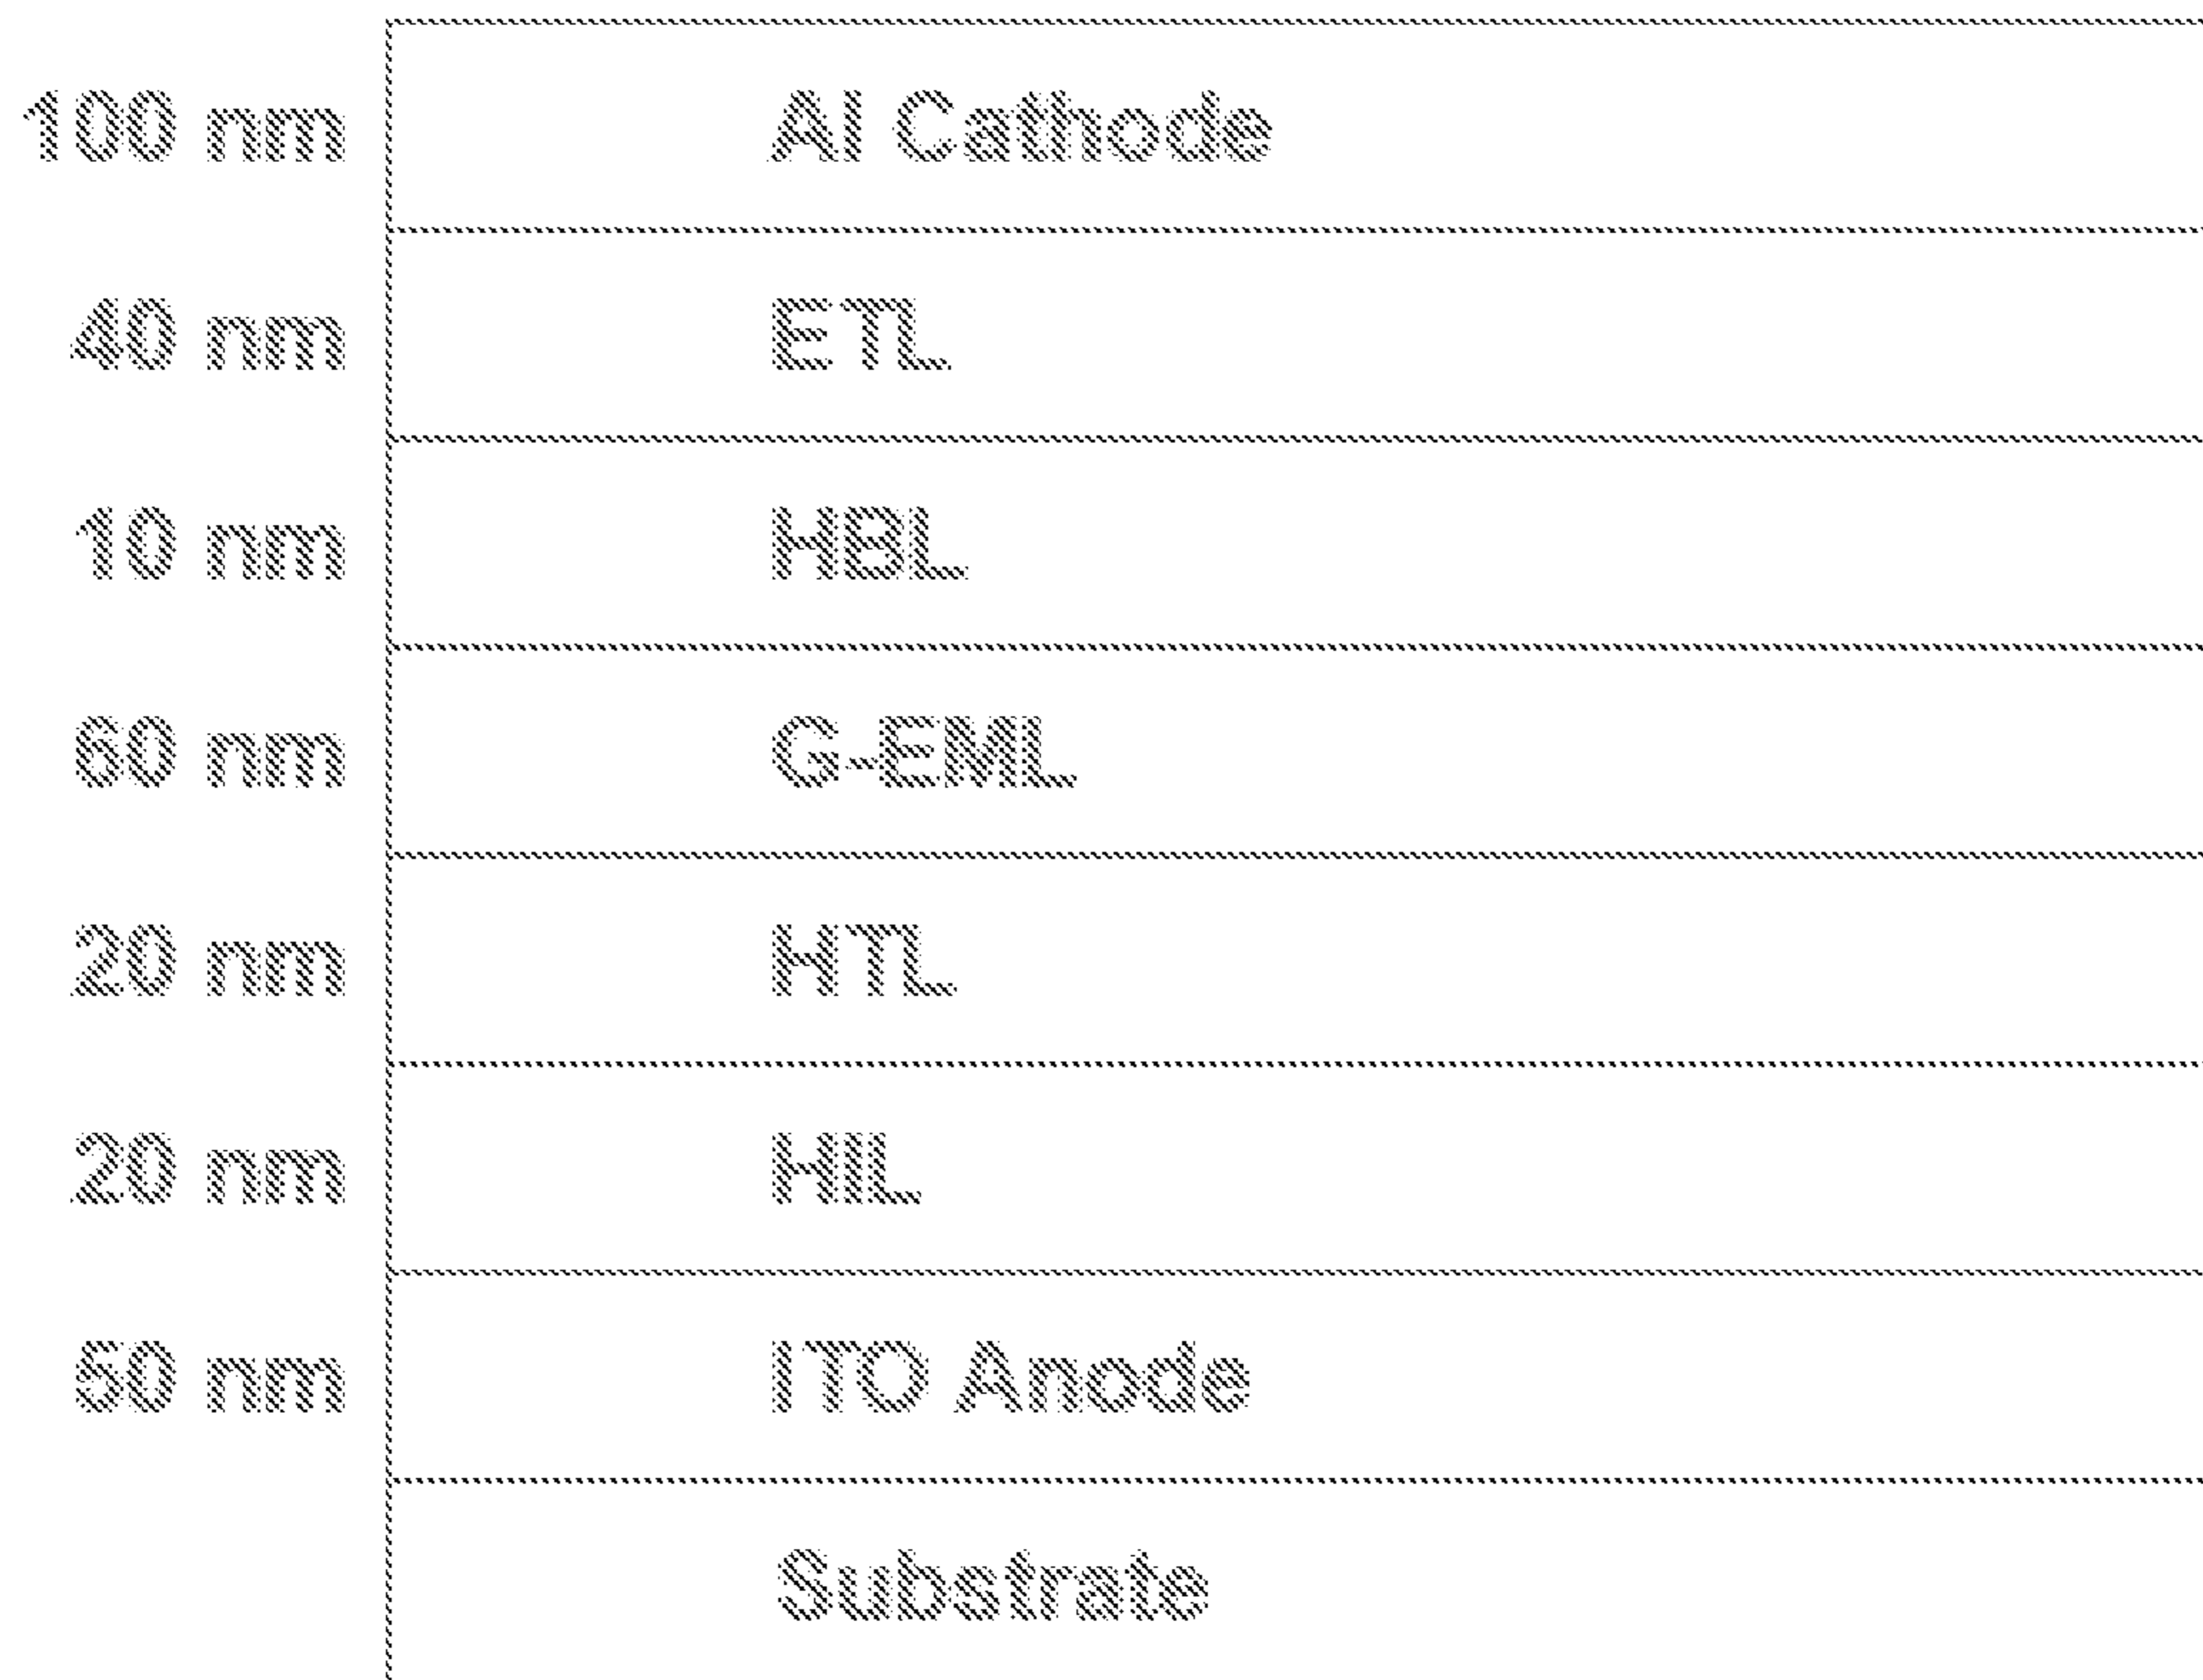 100 nm Al Cathode
40 nm ETL
10 nm HBL
60 nm G-EML
20 nm HTL
20 nm HIL
50 nm ITO Anode
Substrate